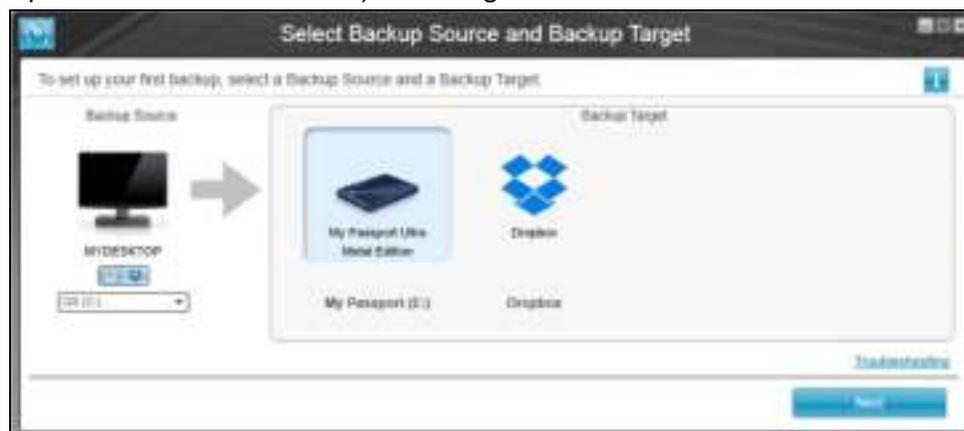 Select Backup Source and Backup Target
To set up your first backup, select a Backup Source and a Backup Target.
Backup Source
Backup Target
My Passport Ultra
Metal Edition
Dropbox
MYDESKTOP
My Passport (E:)
Dropbox
Troubleshooting
Next